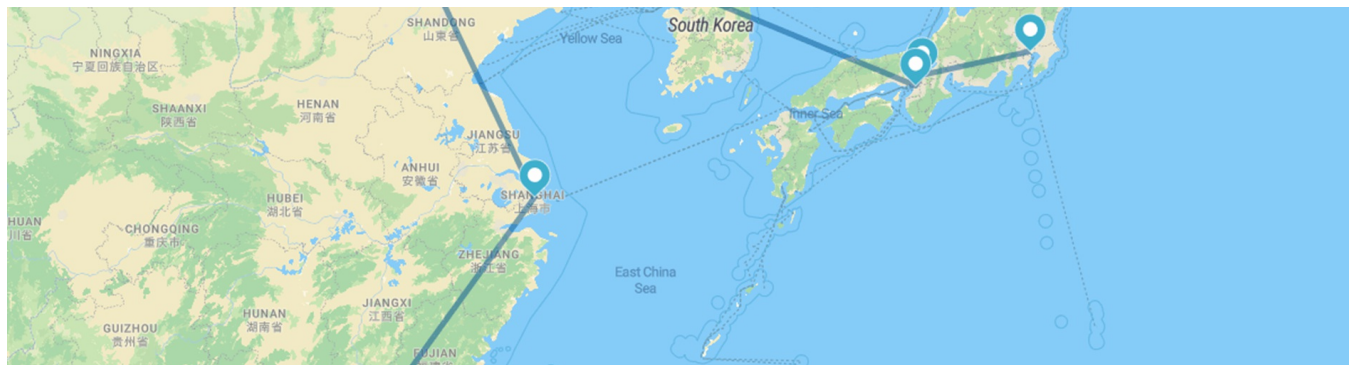 SHANDONG
山東省
South Korea
Yellow Sea
NINGXIA
宁夏回族自治区
SHAANXI
陕西省
HENAN
河南省
Inner Sea
JIANGSU
江苏省
ANHUI
安徽省
HUBEI
湖北省
SHANGHAI
上海市
HUAN
川省
CHONGQING
重庆市
ZHEJIANG
浙江省
East China
Sea
HUNAN
湖南省
JIANGXI
江西省
GUIZHOU
贵州省
FUJIAN